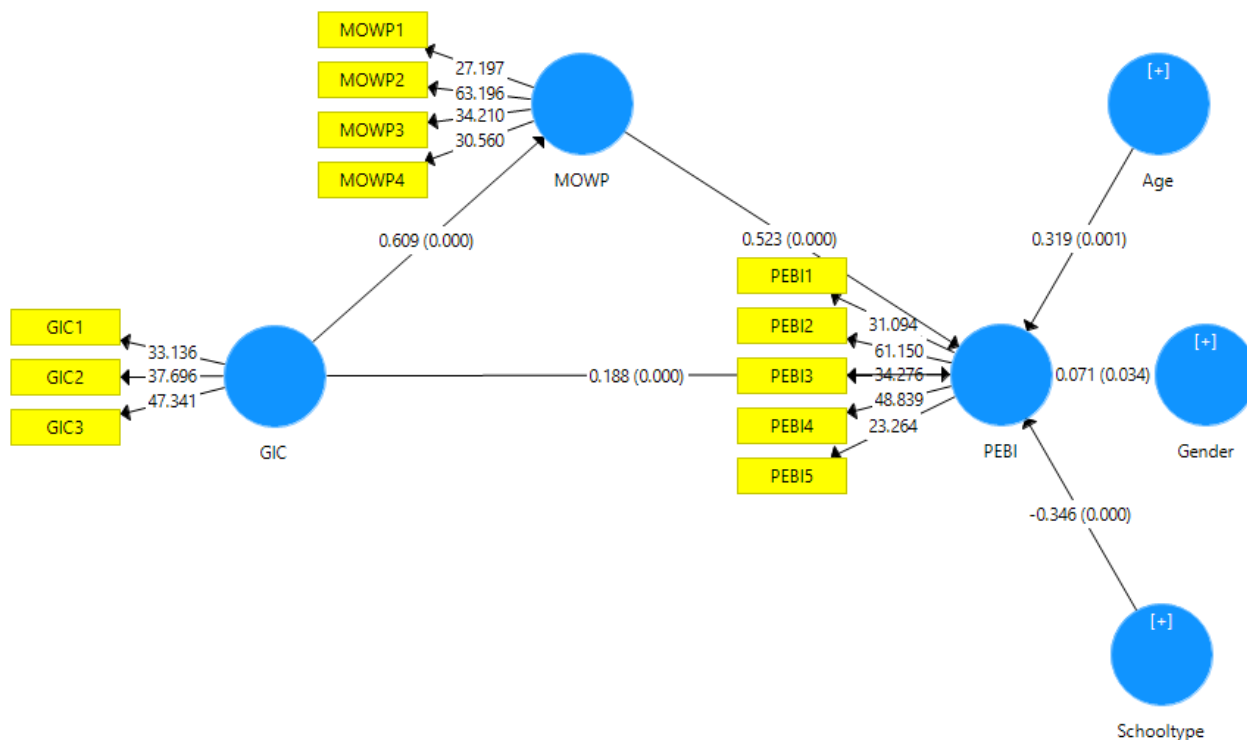 MOWP1
27.197
MOWP2
63.196
MOWP3
34.210
MOWP4
30.560
MOWP
[+]
Age
0.609 (0.000)
0.523 (0.000)
0.319 (0.001)
PEBI1
31.094
PEBI2
61.150
PEBI3
34.276
PEBI4
48.839
PEBI5
23.264
GIC1
33.136
GIC2
37.696
GIC3
47.341
GIC
0.188 (0.000)
PEBI
0.071 (0.034)
[+]
Gender
-0.346 (0.000)
[+]
Schooltype